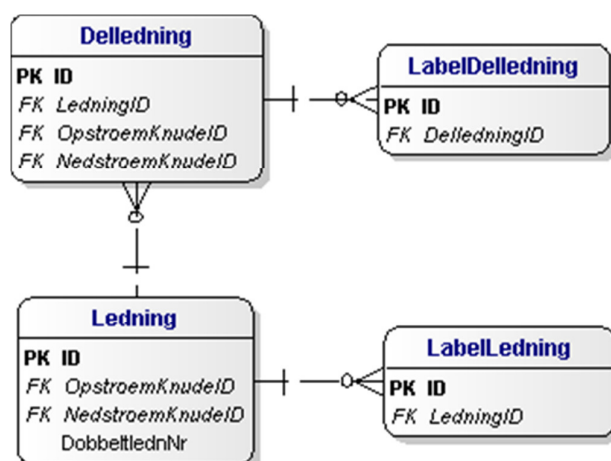 Delledning
PK ID
FK LedningID
FK OpstroemKnudeID
FK NedstroemKnudeID
LabelDelledning
PK ID
FK DelledningID
Ledning
PK ID
FK OpstroemKnudeID
FK NedstroemKnudeID
DobbeltlednNr
LabelLedning
PK ID
FK LedningID